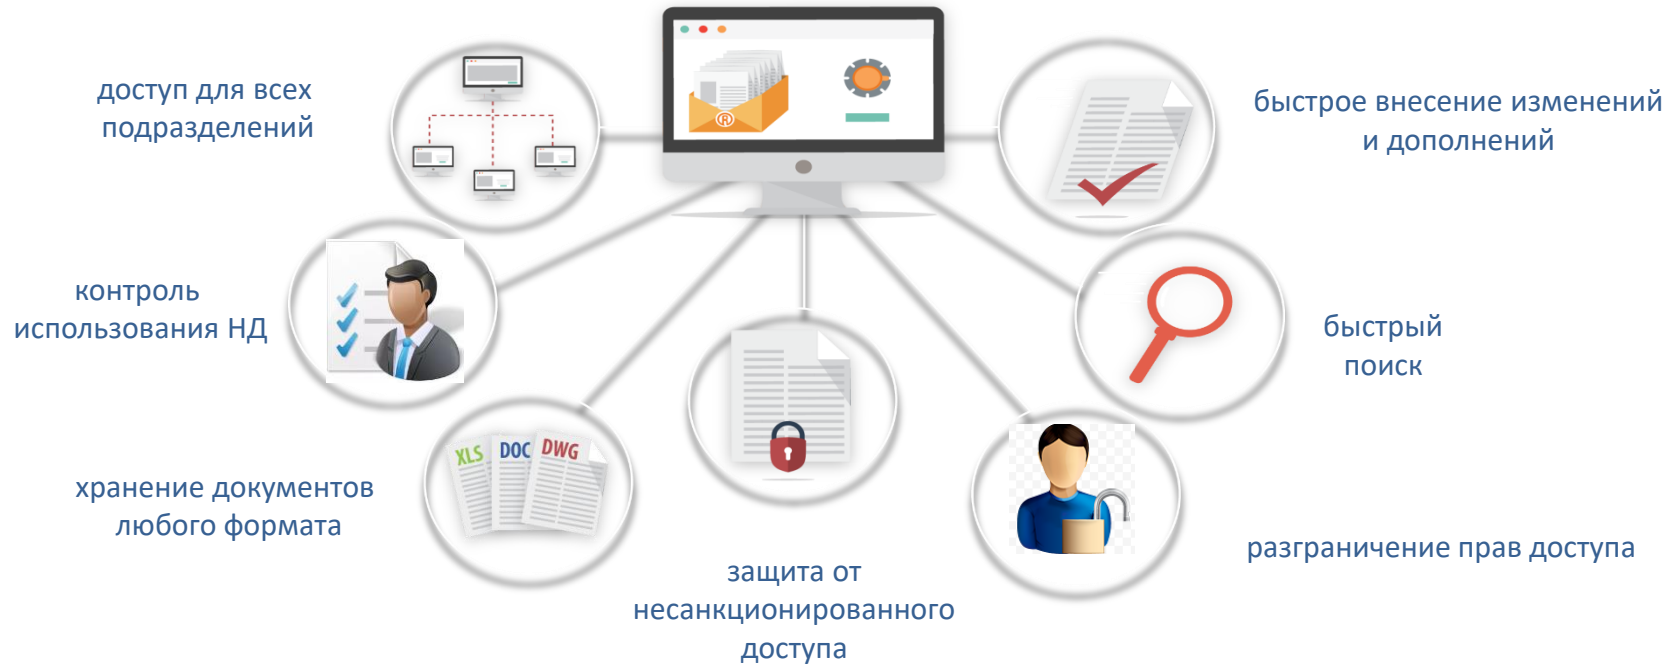 доступ для всех
подразделений
быстрое внесение изменений
и дополнений
®
контроль
использования НД
быстрый
поиск
XLS DOC DWG
хранение документов
любого формата
разграничение прав доступа
защита от
несанкционированного
доступа